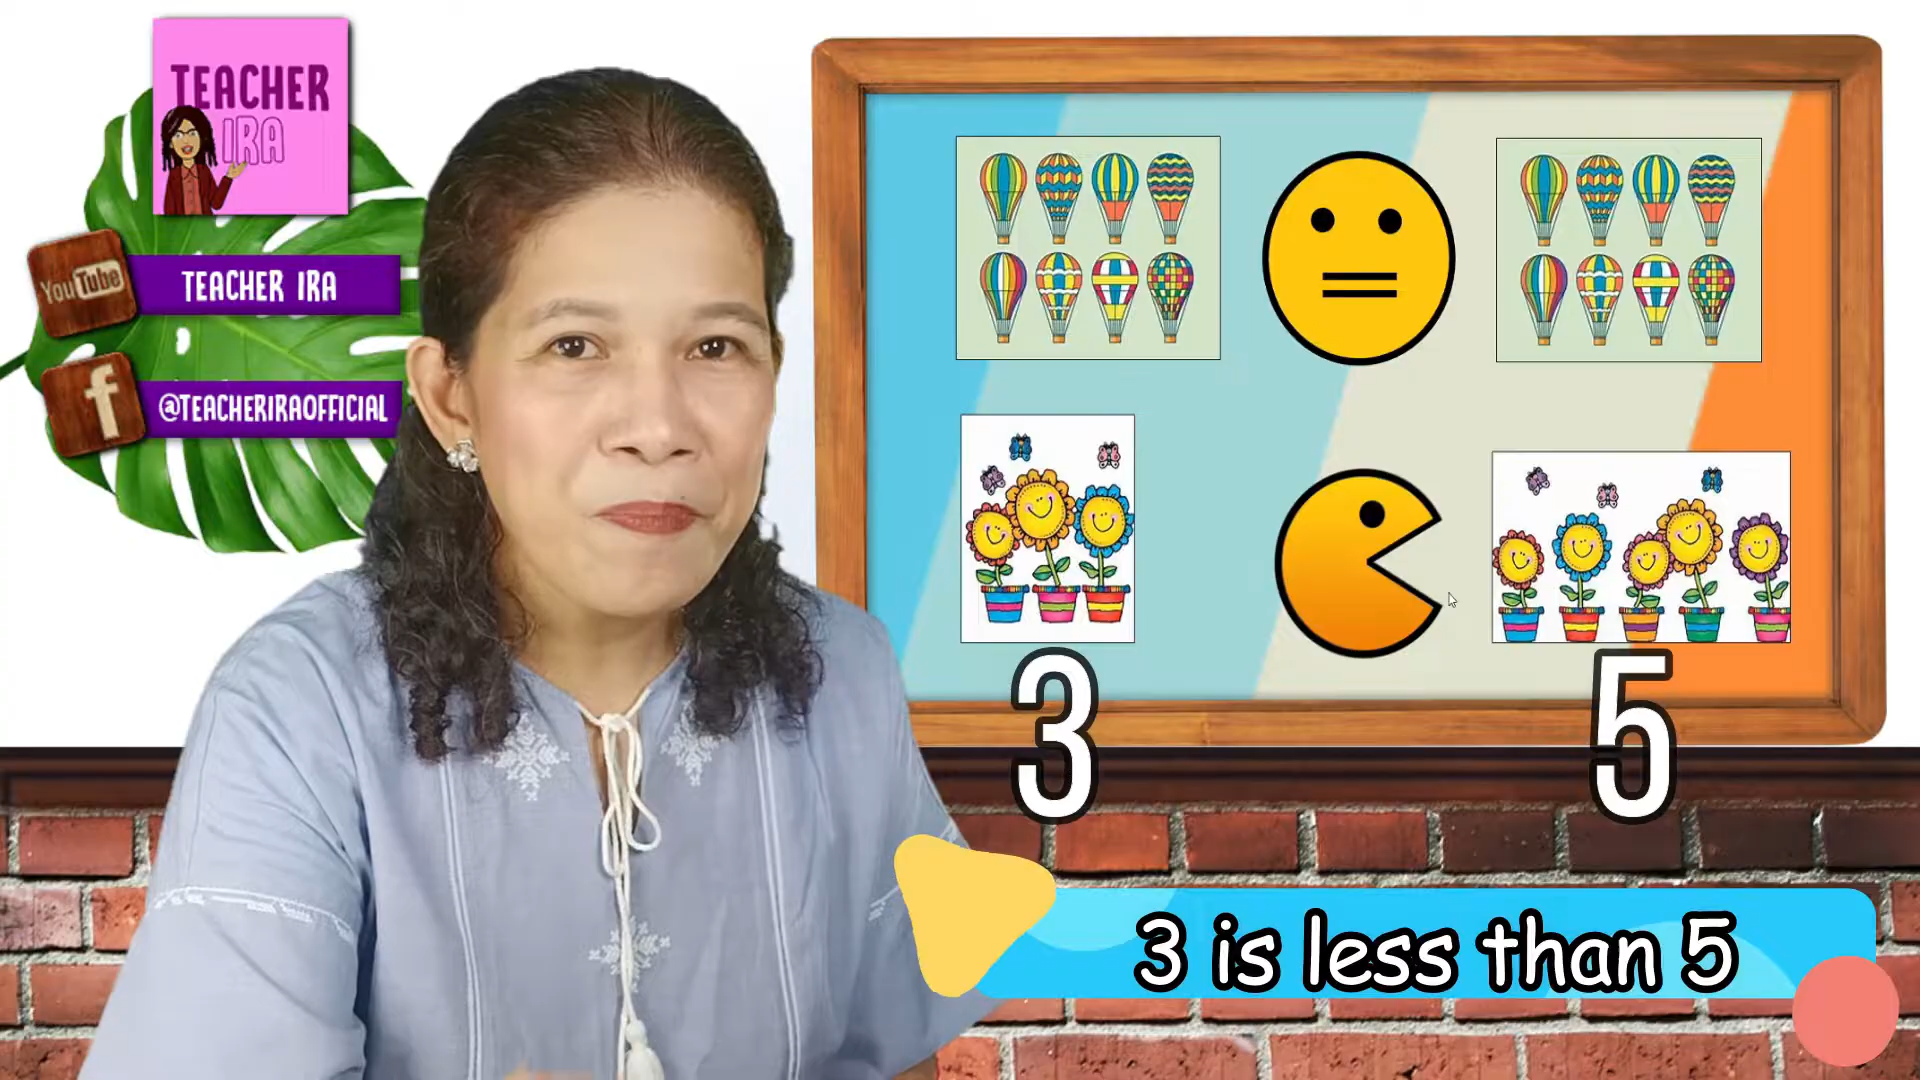 TEACHER
IRA
YouTube
TEACHER IRA
f
@TEACHERIRAOFFICIAL
3
5
3 is less than 5